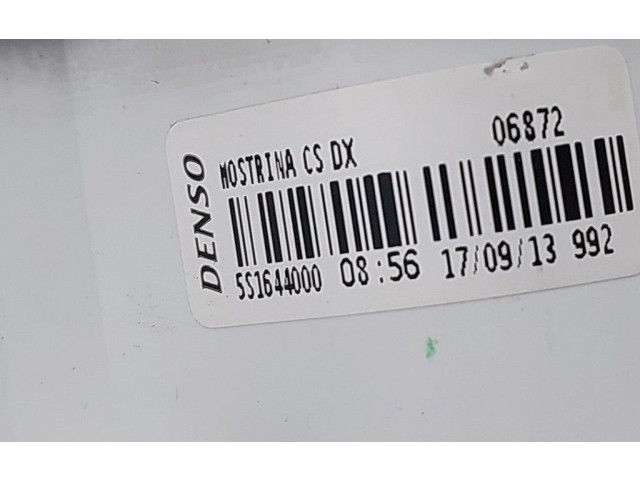 DENSO
MOSTRINA CS DX 06872
5S1644000 08:56 17/09/13 992